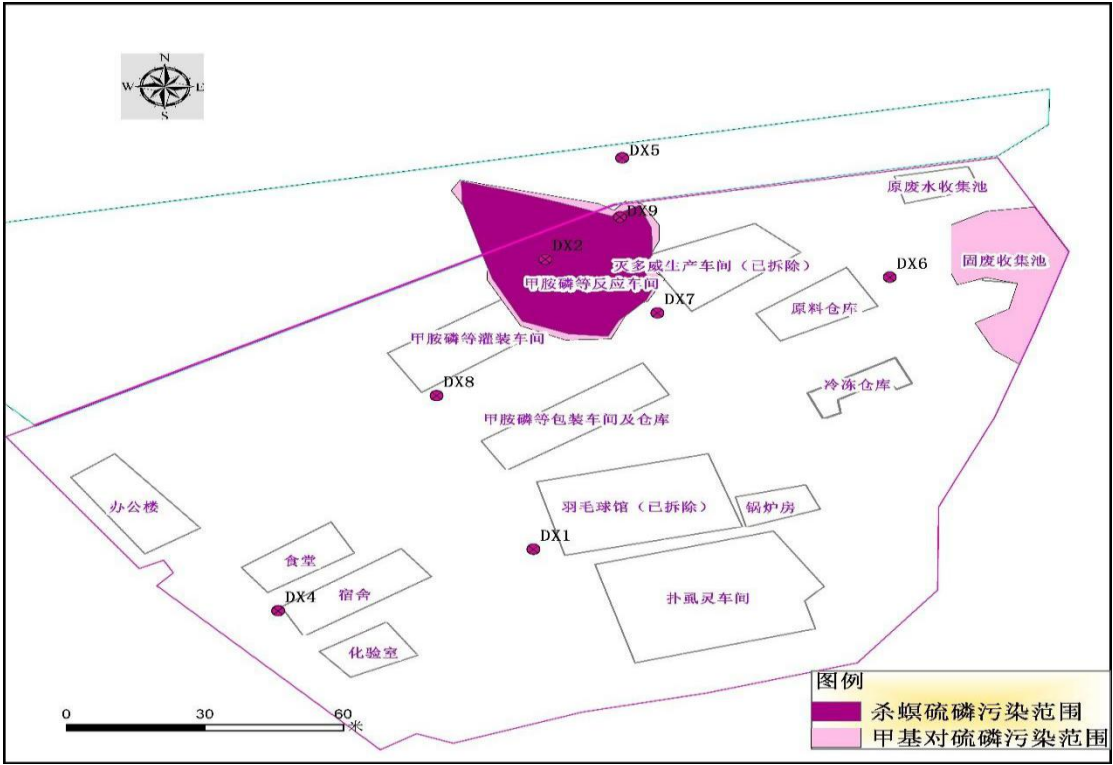 N
W E
S
DX5
原废水收集池
DX9
DX2
灭多威生产车间（已拆除）
固废收集池
甲胺磷等反应车间
DX6
DX7
原料仓库
甲胺磷等灌装车间
DX8
冷冻仓库
甲胺磷等包装车间及仓库
办公楼
羽毛球馆（已拆除）
锅炉房
DX1
食堂
宿舍
DX4
扑虱灵车间
化验室
图例
杀螟硫磷污染范围
甲基对硫磷污染范围
0 30 60
米